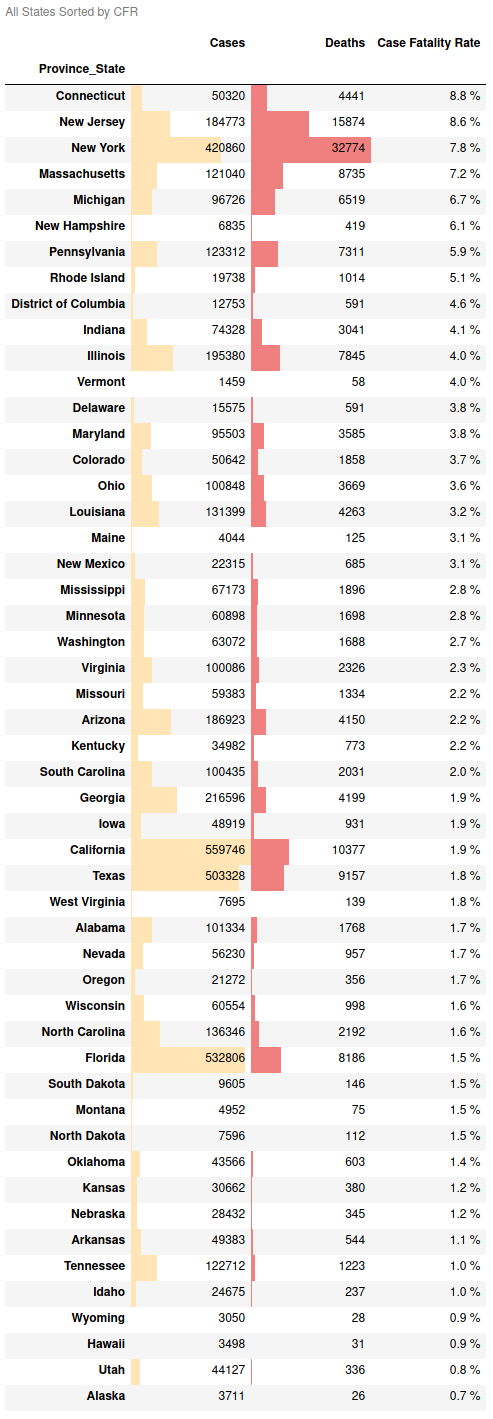 All States Sorted by CFR
Cases Deaths Case Fatality Rate
Province_State
Connecticut 50320 4441 8.8 %
New Jersey 184773 15874 8.6 %
New York 420860 32774 7.8 %
Massachusetts 121040 8735 7.2 %
Michigan 96726 6519 6.7 %
New Hampshire 6835 419 6.1 %
Pennsylvania 123312 7311 5.9 %
Rhode Island 19738 1014 5.1 %
District of Columbia 12753 591 4.6 %
Indiana 74328 3041 4.1 %
Illinois 195380 7845 4.0 %
Vermont 1459 58 4.0 %
Delaware 15575 591 3.8 %
Maryland 95503 3585 3.8 %
Colorado 50642 1858 3.7 %
Ohio 100848 3669 3.6 %
Louisiana 131399 4263 3.2 %
Maine 4044 125 3.1 %
New Mexico 22315 685 3.1 %
Mississippi 67173 1896 2.8 %
Minnesota 60898 1698 2.8 %
Washington 63072 1688 2.7 %
Virginia 100086 2326 2.3 %
Missouri 59383 1334 2.2 %
Arizona 186923 4150 2.2 %
Kentucky 34982 773 2.2 %
South Carolina 100435 2031 2.0 %
Georgia 216596 4199 1.9 %
Iowa 48919 931 1.9 %
California 559746 10377 1.9 %
Texas 503328 9157 1.8 %
West Virginia 7695 139 1.8 %
Alabama 101334 1768 1.7 %
Nevada 56230 957 1.7 %
Oregon 21272 356 1.7 %
Wisconsin 60554 998 1.6 %
North Carolina 136346 2192 1.6 %
Florida 532806 8186 1.5 %
South Dakota 9605 146 1.5 %
Montana 4952 75 1.5 %
North Dakota 7596 112 1.5 %
Oklahoma 43566 603 1.4 %
Kansas 30662 380 1.2 %
Nebraska 28432 345 1.2 %
Arkansas 49383 544 1.1 %
Tennessee 122712 1223 1.0 %
Idaho 24675 237 1.0 %
Wyoming 3050 28 0.9 %
Hawaii 3498 31 0.9 %
Utah 44127 336 0.8 %
Alaska 3711 26 0.7 %